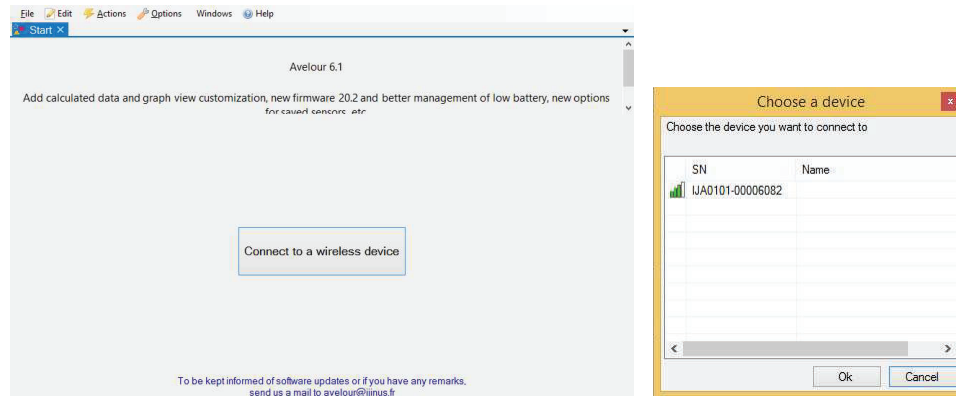 File Edit Actions Options Windows Help
Start
Avelour 6.1
Add calculated data and graph view customization, new firmware 20.2 and better management of low battery, new options
for saved sensors, etc
Connect to a wireless device
To be kept informed of software updates or if you have any remarks,
send us a mail to avelour@iijinus.fr
Choose a device
Choose the device you want to connect to
SN Name
IJA0101-00006082
Ok Cancel